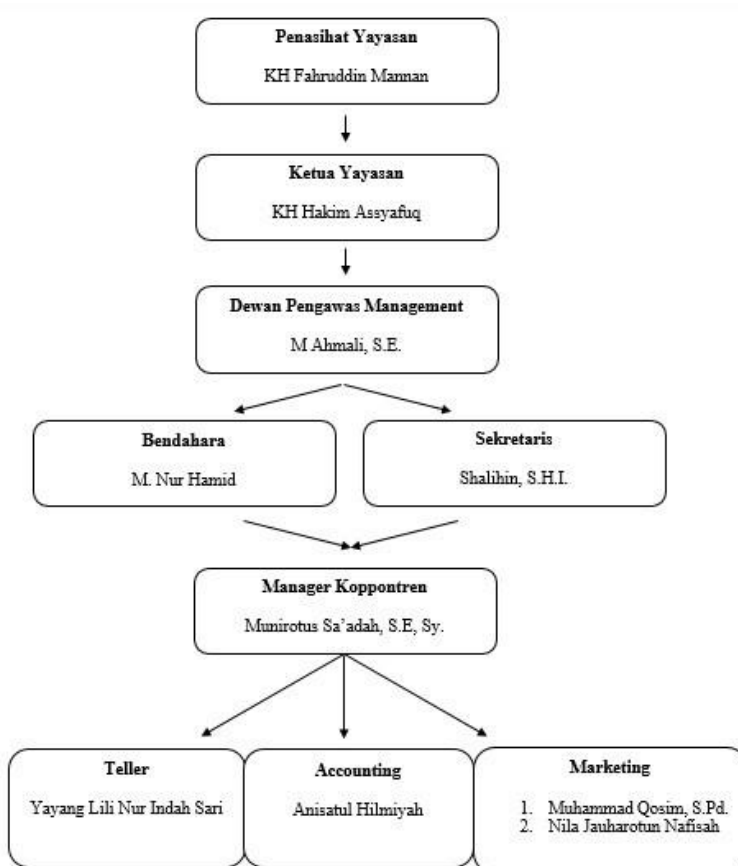 Penasihat Yayasan
KH Fahruddin Mannan
Ketua Yayasan
KH Hakim Assyafuq
Dewan Pengawas Management
M Ahmali, S.E.
Bendahara
M. Nur Hamid
Sekretaris
Shalihin, S.H.I.
Manager Koppontren
Munirotus Sa’adah, S.E, Sy.
Teller
Yayang Lili Nur Indah Sari
Accounting
Anisatul Hilmiyah
Marketing
1. Muhammad Qosim, S.Pd.
2. Nila Jauharotun Nafisah